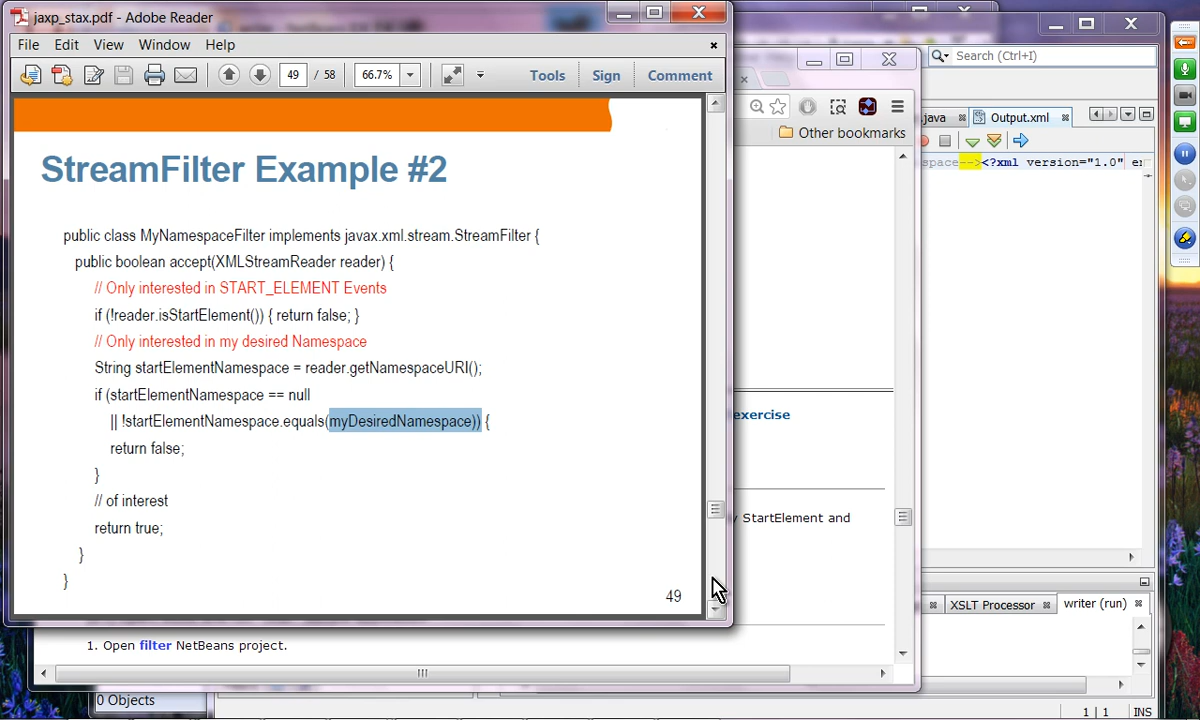 jaxp_stax.pdf - Adobe Reader
File Edit View Window Help
49 / 58 66.7% Tools Sign Comment
StreamFilter Example #2
public class MyNamespaceFilter implements javax.xml.stream.StreamFilter {
public boolean accept(XMLStreamReader reader) {
// Only interested in START_ELEMENT Events
if (!reader.isStartElement()) { return false; }
// Only interested in my desired Namespace
String startElementNamespace = reader.getNamespaceURI();
if (startElementNamespace == null
|| !startElementNamespace.equals(myDesiredNamespace)) {
return false;
}
// of interest
return true;
}
}
49
Other bookmarks
exercise
StartElement and
1. Open filter NetBeans project.
0 Objects
Search (Ctrl+I)
.java Output.xml
space--><?xml version="1.0" en
XSLT Processor writer (run)
1 | 1 INS